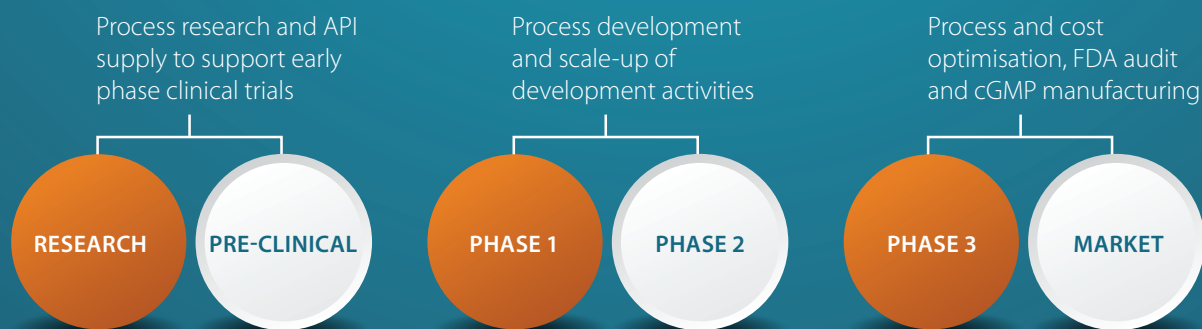 Process research and API
supply to support early
phase clinical trials
Process development
and scale-up of
development activities
Process and cost
optimisation, FDA audit
and cGMP manufacturing
RESEARCH
PRE-CLINICAL
PHASE 1
PHASE 2
PHASE 3
MARKET